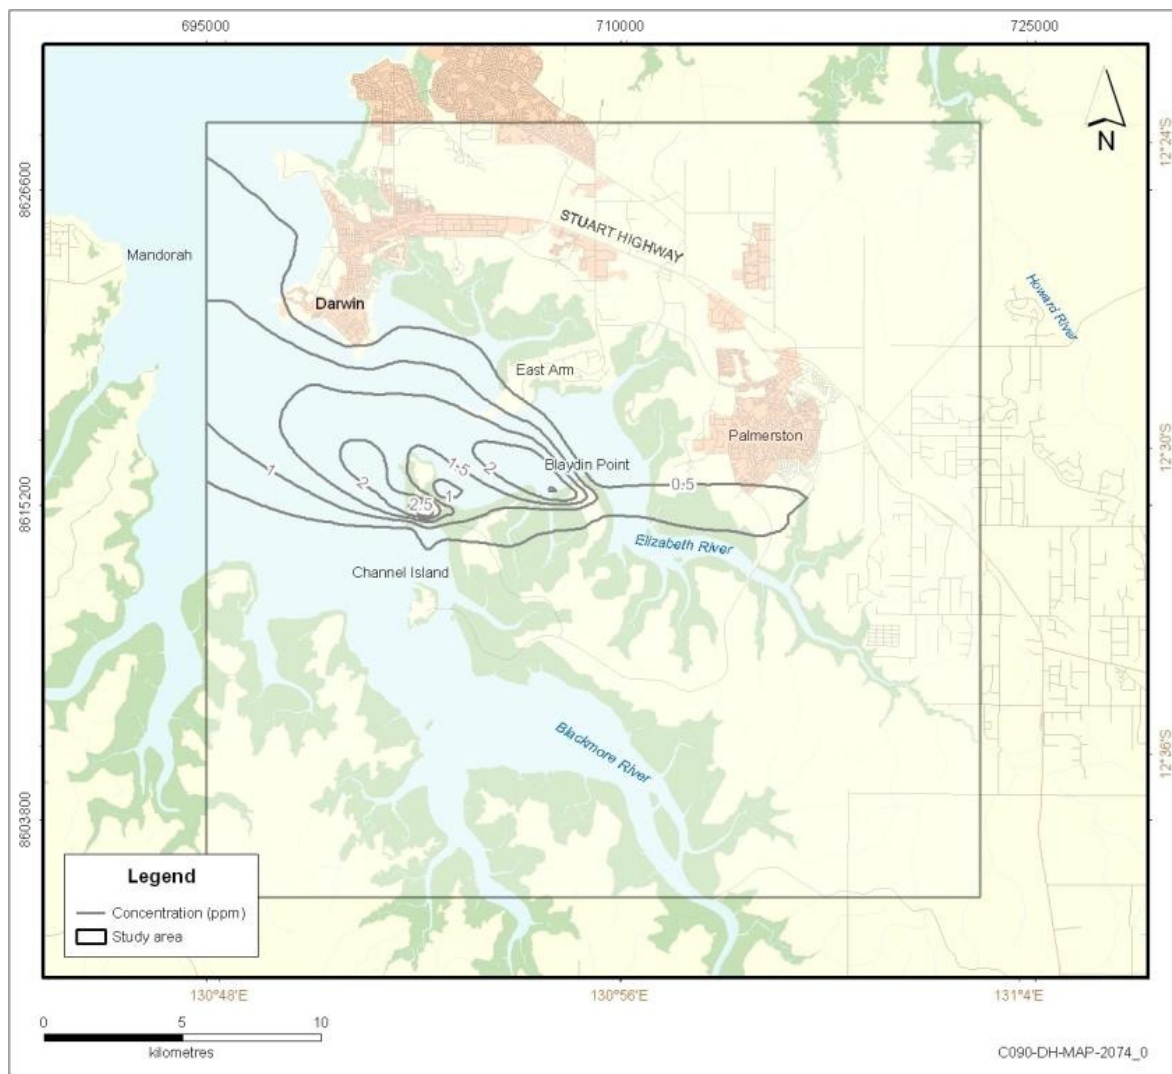 695000
710000
725000
12°24'S
8626600
STUART HIGHWAY
Mandorah
Howard River
Darwin
East Arm
12°30'S
Palmerston
1
2
1.5
2
Blaydin Point
0.5
8615200
2.5
1
Elizabeth River
Channel Island
Blackmore River
12°36'S
8603800
Legend
Concentration (ppm)
Study area
N
130°48'E
130°56'E
131°4'E
0
5
10
kilometres
C090-DH-MAP-2074_0